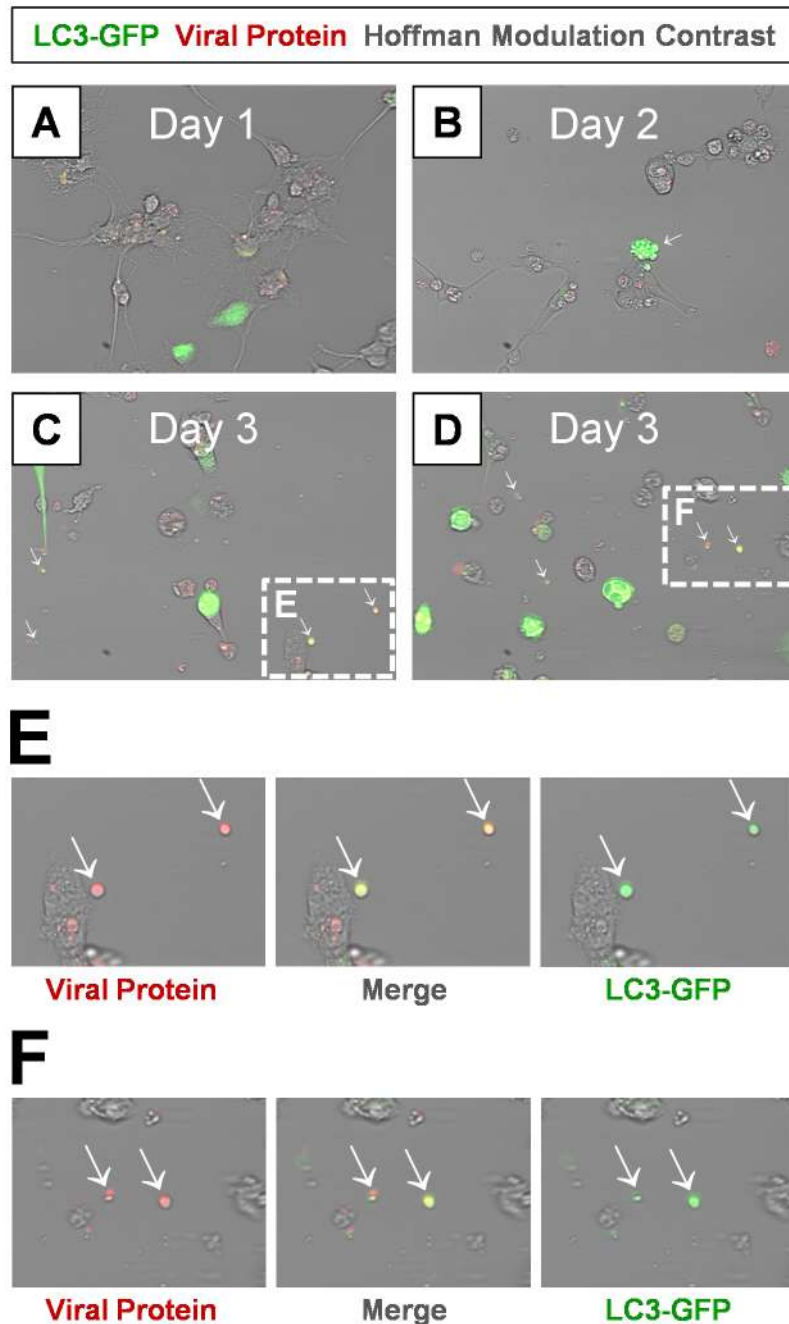 LC3-GFP Viral Protein Hoffman Modulation Contrast
A Day 1
B Day 2
C Day 3
E
D Day 3
F
E
Viral Protein Merge LC3-GFP
F
Viral Protein Merge LC3-GFP